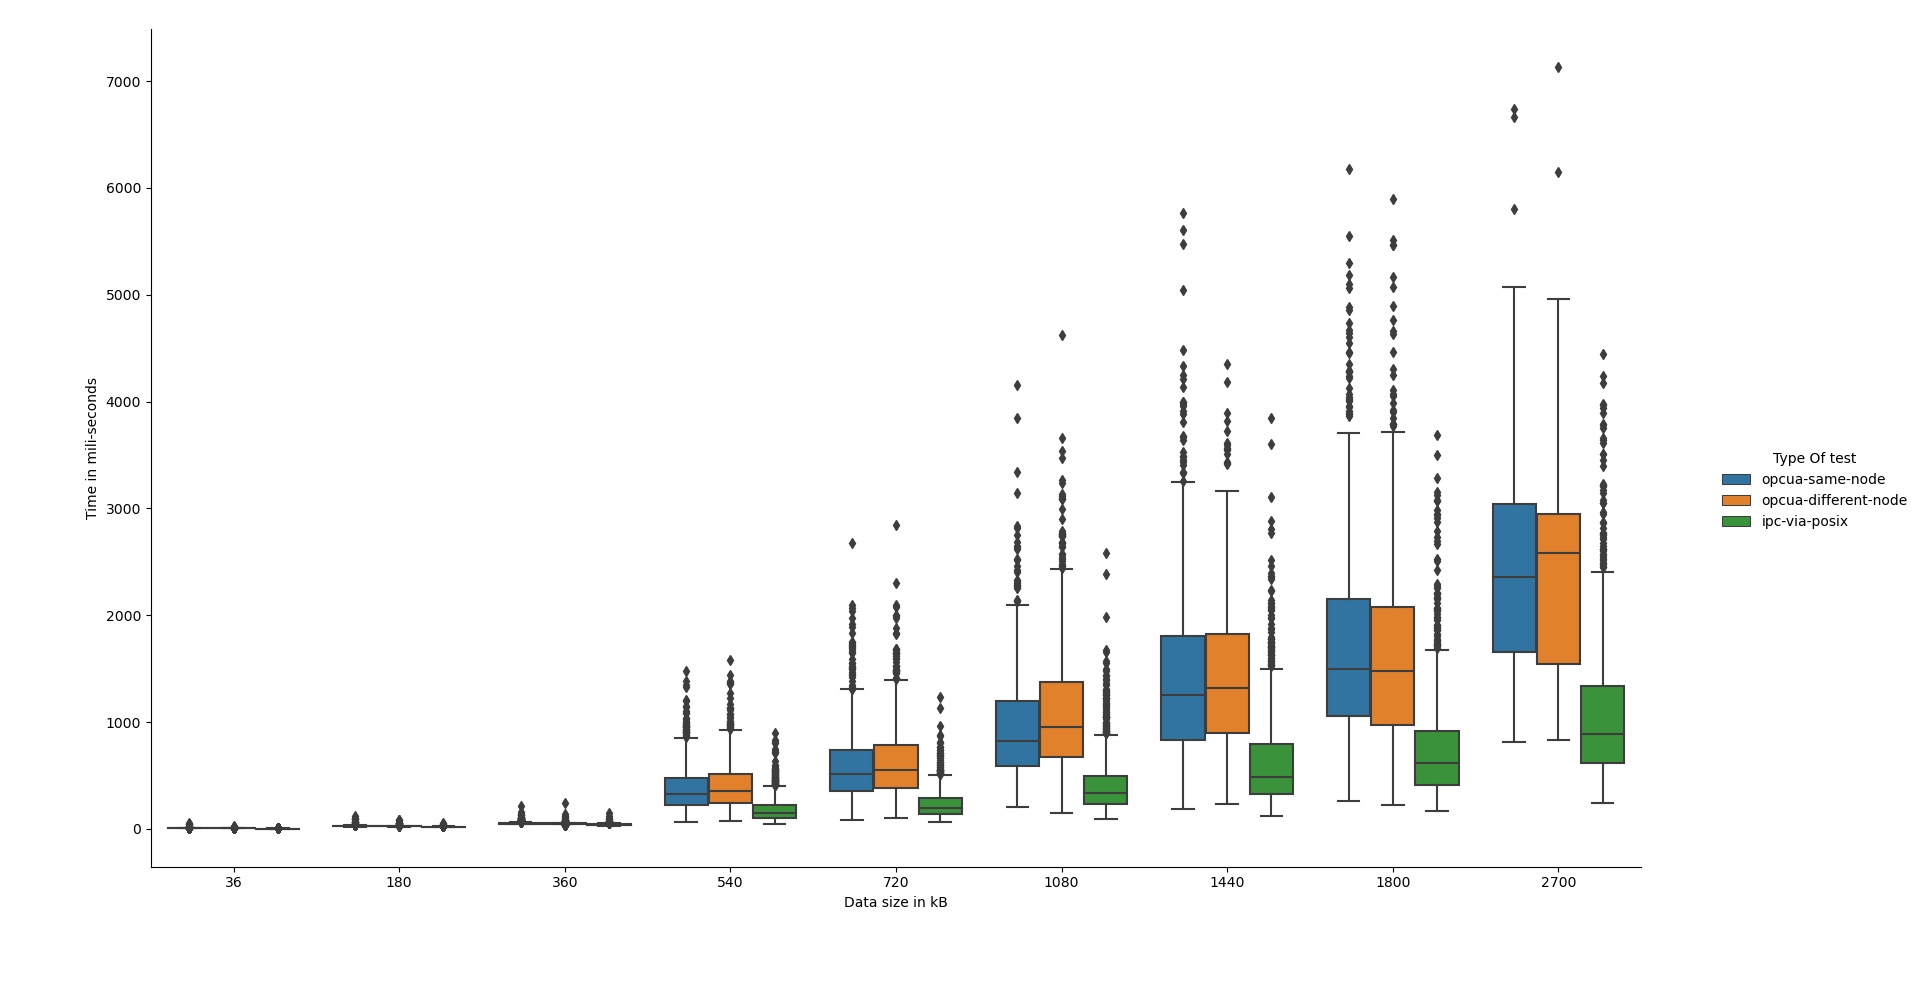 7000
6000
5000
4000
3000
2000
1000
0
Time in mili-seconds
36 180 360 540 720 1080 1440 1800 2700
Data size in kB
Type Of test
opcua-same-node
opcua-different-node
ipc-via-posix